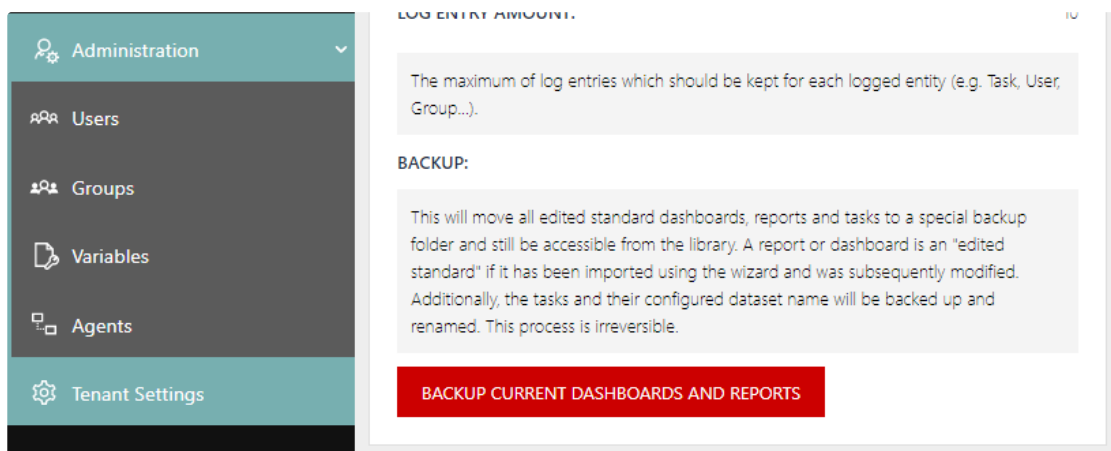 Administration
Users
Groups
Variables
Agents
Tenant Settings
LOG ENTRY AMOUNT: 10
The maximum of log entries which should be kept for each logged entity (e.g. Task, User,
Group...).
BACKUP:
This will move all edited standard dashboards, reports and tasks to a special backup
folder and still be accessible from the library. A report or dashboard is an "edited
standard" if it has been imported using the wizard and was subsequently modified.
Additionally, the tasks and their configured dataset name will be backed up and
renamed. This process is irreversible.
BACKUP CURRENT DASHBOARDS AND REPORTS